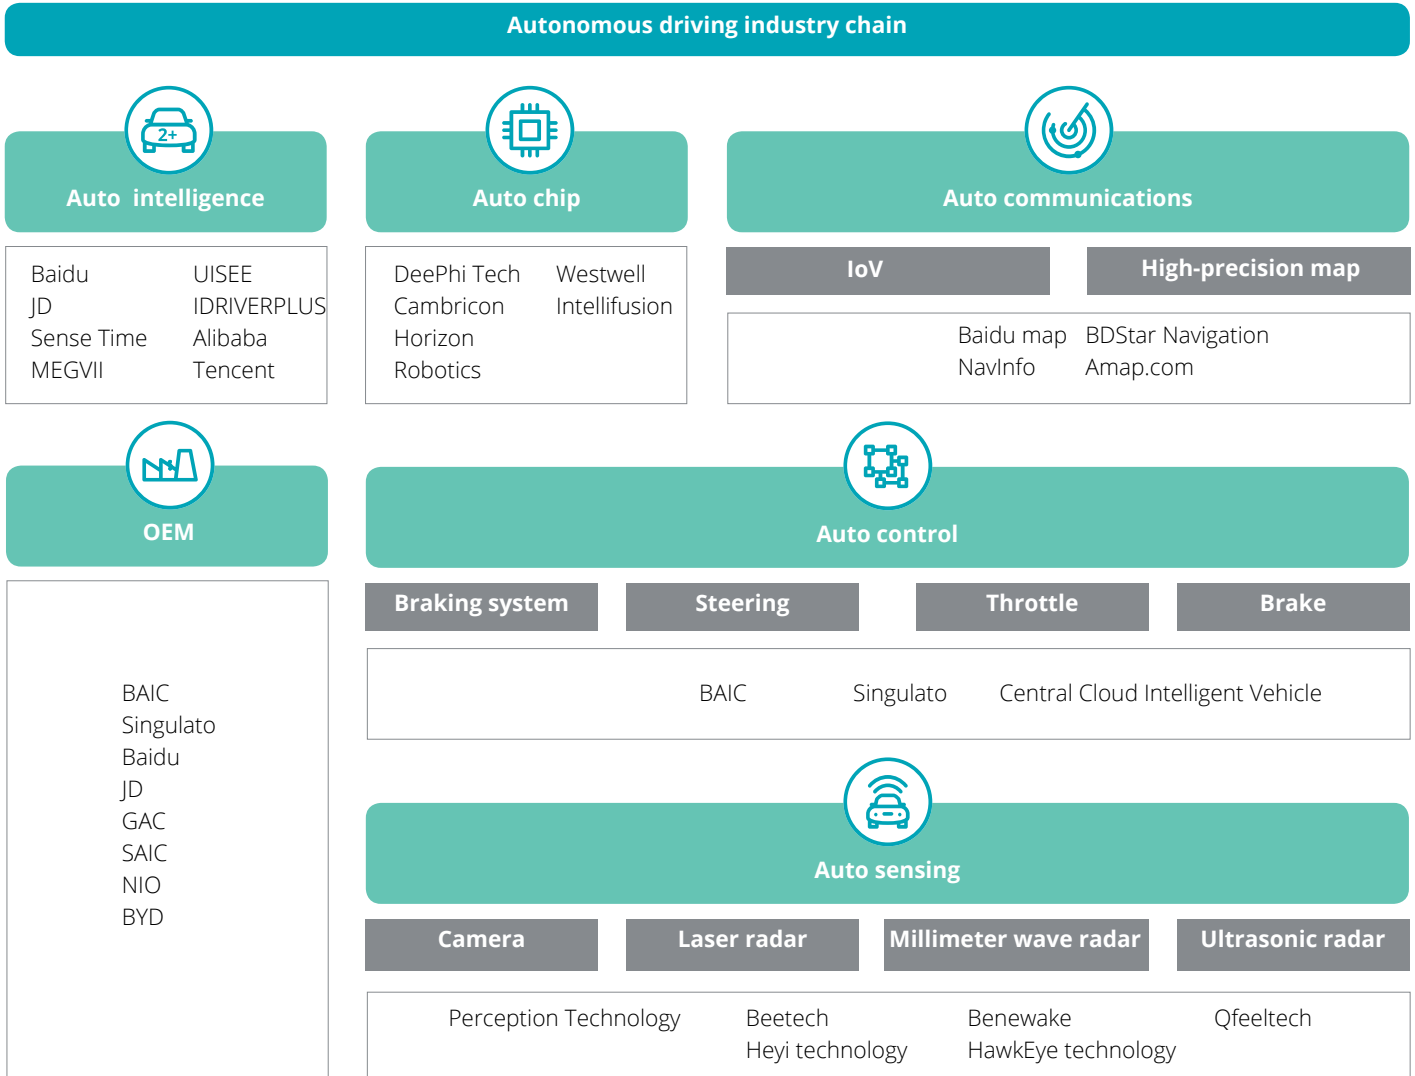 Autonomous driving industry chain
2+
Auto intelligence
Baidu UISEE
JD IDRIVERPLUS
Sense Time Alibaba
MEGVII Tencent
Auto chip
DeePhi Tech Westwell
Cambricon Intellifusion
Horizon
Robotics
Auto communications
IoV High-precision map
Baidu map BDStar Navigation
NavInfo Amap.com
OEM
BAIC
Singulato
Baidu
JD
GAC
SAIC
NIO
BYD
Auto control
Braking system Steering Throttle Brake
BAIC Singulato Central Cloud Intelligent Vehicle
Auto sensing
Camera Laser radar Millimeter wave radar Ultrasonic radar
Perception Technology Beetech Benewake Qfeeltech
Heyi technology HawkEye technology